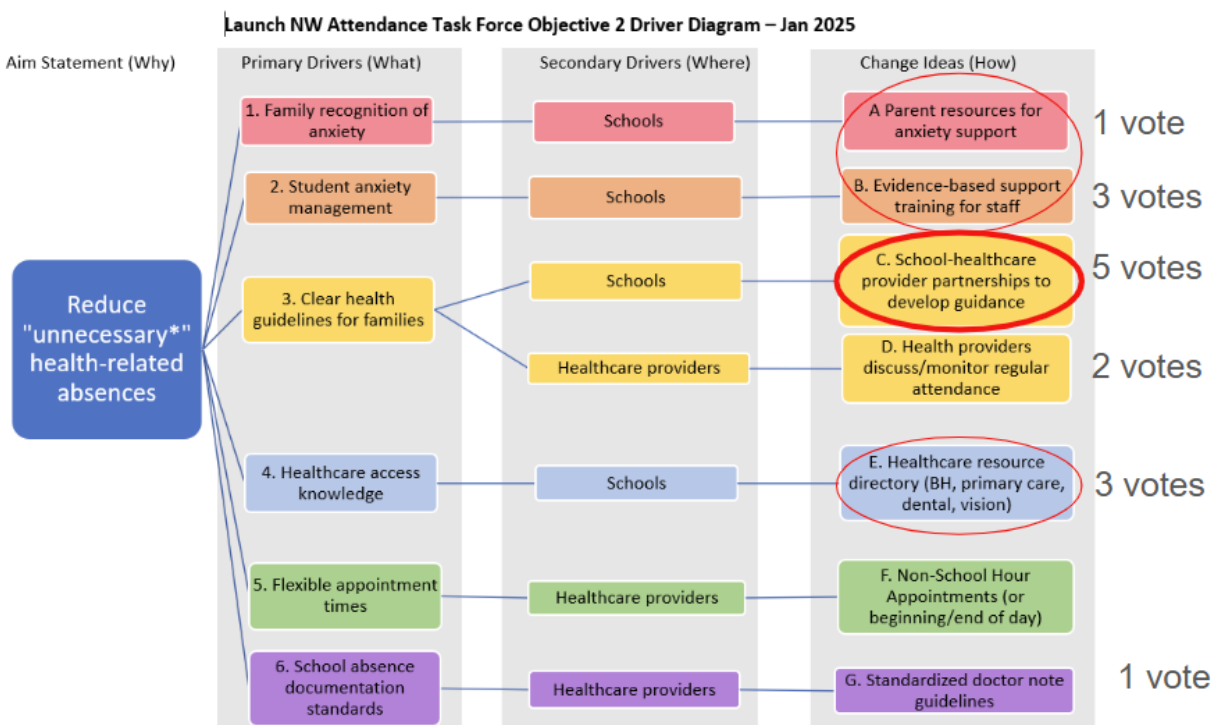 Launch NW Attendance Task Force Objective 2 Driver Diagram – Jan 2025
Aim Statement (Why)
Primary Drivers (What)
Secondary Drivers (Where)
Change Ideas (How)
1. Family recognition of
anxiety
Schools
A Parent resources for
anxiety support
1 vote
2. Student anxiety
management
Schools
B. Evidence-based support
training for staff
3 votes
Reduce
"unnecessary*"
health-related
absences
3. Clear health
guidelines for families
Schools
C. School-healthcare
provider partnerships to
develop guidance
5 votes
Healthcare providers
D. Health providers
discuss/monitor regular
attendance
2 votes
4. Healthcare access
knowledge
Schools
E. Healthcare resource
directory (BH, primary care,
dental, vision)
3 votes
5. Flexible appointment
times
Healthcare providers
F. Non-School Hour
Appointments (or
beginning/end of day)
6. School absence
documentation
standards
Healthcare providers
G. Standardized doctor note
guidelines
1 vote